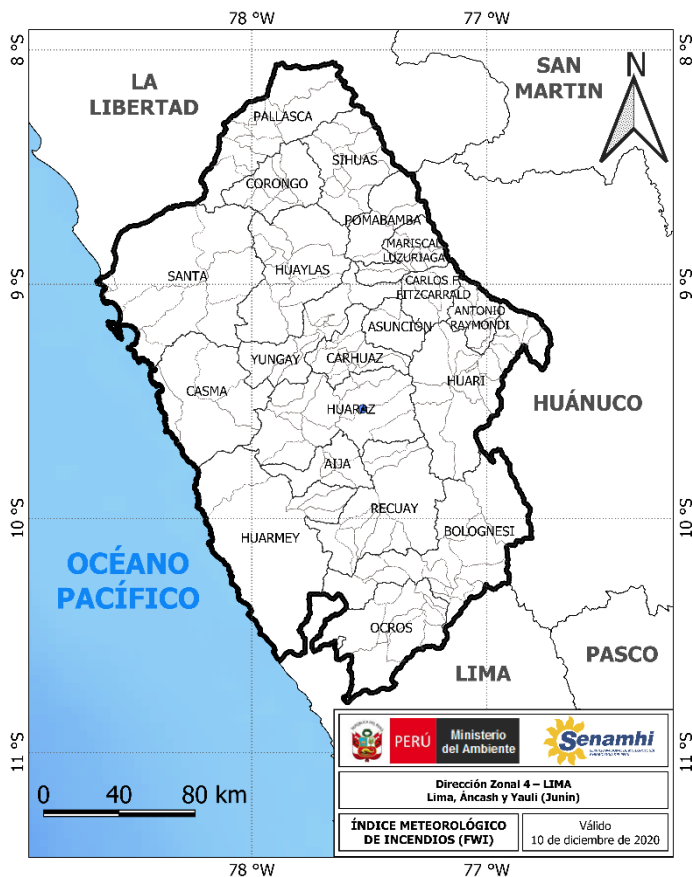 78 °W
77 °W
8 °S
8 °S
LA
LIBERTAD
SAN
MARTIN
N
PALLASCA
SIHUAS
CORONGO
POMABAMBA
MARISCAL
LUZURIAGA
SANTA
HUAYLAS
9 °S
9 °S
CARLOS F.
FITZCARRALD
ANTONIO
RAYMONDI
ASUNCIÓN
YUNGAY
CARHUAZ
HUARI
CASMA
HUARAZ
HUÁNUCO
AIJA
RECUAY
10 °S
10 °S
HUARMEY
BOLOGNESI
OCÉANO
PACÍFICO
OCROS
LIMA
PASCO
11 °S
11 °S
PERÚ
Ministerio
del Ambiente
Senamhi
Dirección Zonal 4 – LIMA
Lima, Áncash y Yauli (Junín)
0 40 80 km
ÍNDICE METEOROLÓGICO
DE INCENDIOS (FWI)
Válido
10 de diciembre de 2020
78 °W
77 °W